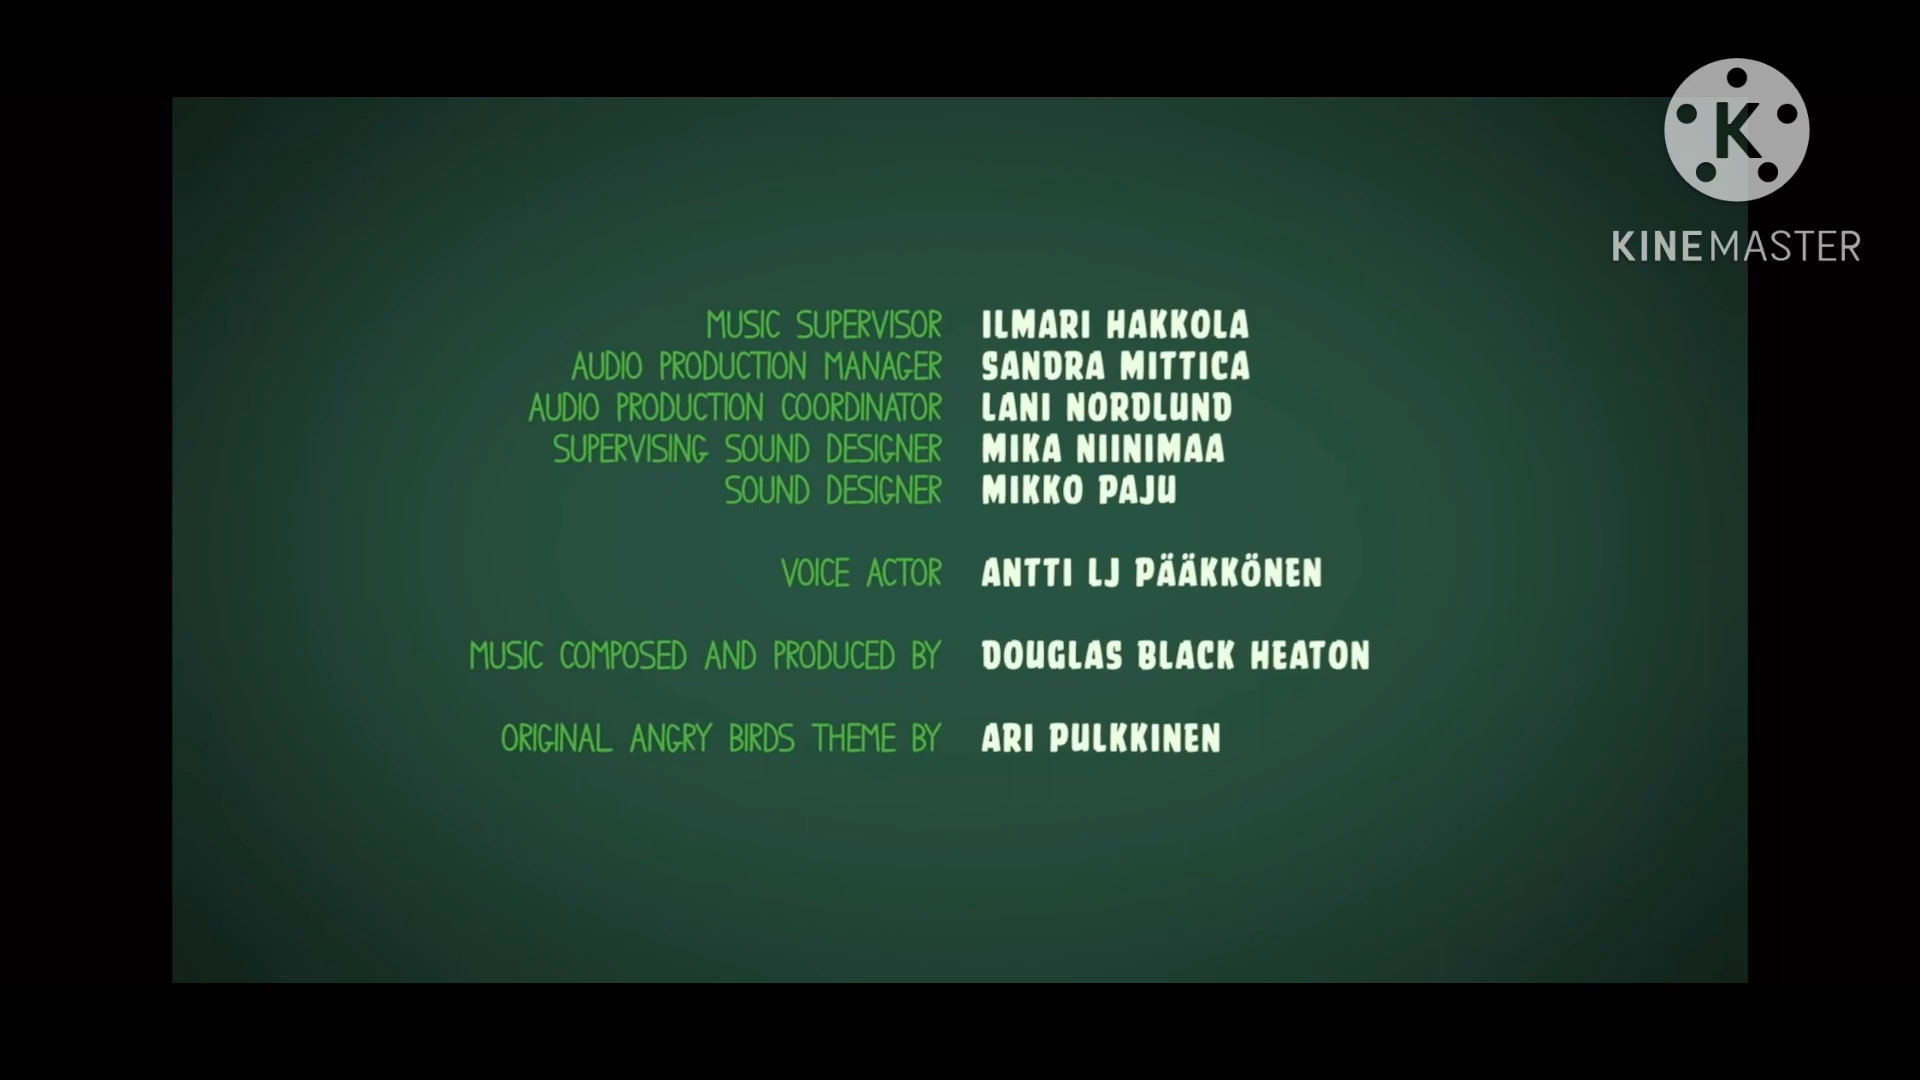 K
KINEMASTER
MUSIC SUPERVISOR ILMARI HAKKOLA
AUDIO PRODUCTION MANAGER SANDRA MITTICA
AUDIO PRODUCTION COORDINATOR LANI NORDLUND
SUPERVISING SOUND DESIGNER MIKA NIINIMAA
SOUND DESIGNER MIKKO PAJU
VOICE ACTOR ANTTI LJ PÄÄKKÖNEN
MUSIC COMPOSED AND PRODUCED BY DOUGLAS BLACK HEATON
ORIGINAL ANGRY BIRDS THEME BY ARI PULKKINEN